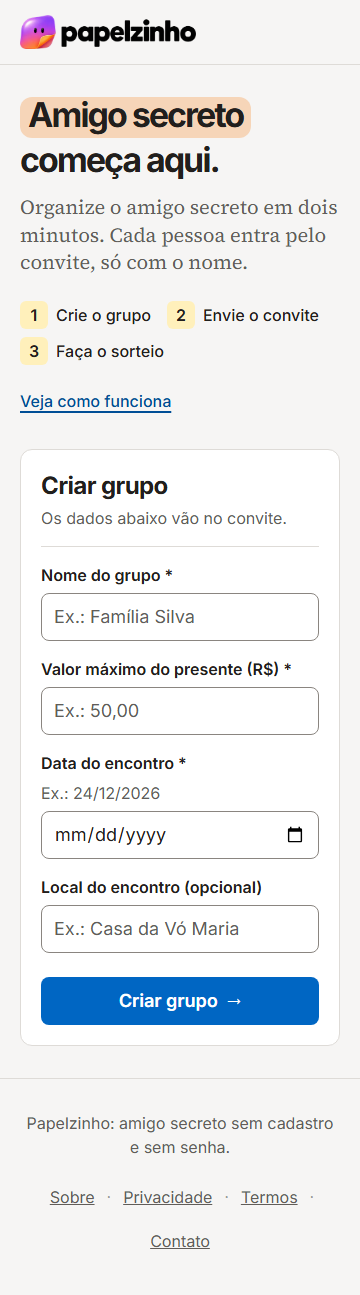 papelzinho
Amigo secreto
começa aqui.
Organize o amigo secreto em dois
minutos. Cada pessoa entra pelo
convite, só com o nome.
1 Crie o grupo 2 Envie o convite
3 Faça o sorteio
Veja como funciona
Criar grupo
Os dados abaixo vão no convite.
Nome do grupo *
Ex.: Família Silva
Valor máximo do presente (R$) *
Ex.: 50,00
Data do encontro *
Ex.: 24/12/2026
mm/dd/yyyy
Local do encontro (opcional)
Ex.: Casa da Vó Maria
Criar grupo →
Papelzinho: amigo secreto sem cadastro
e sem senha.
Sobre · Privacidade · Termos ·
Contato